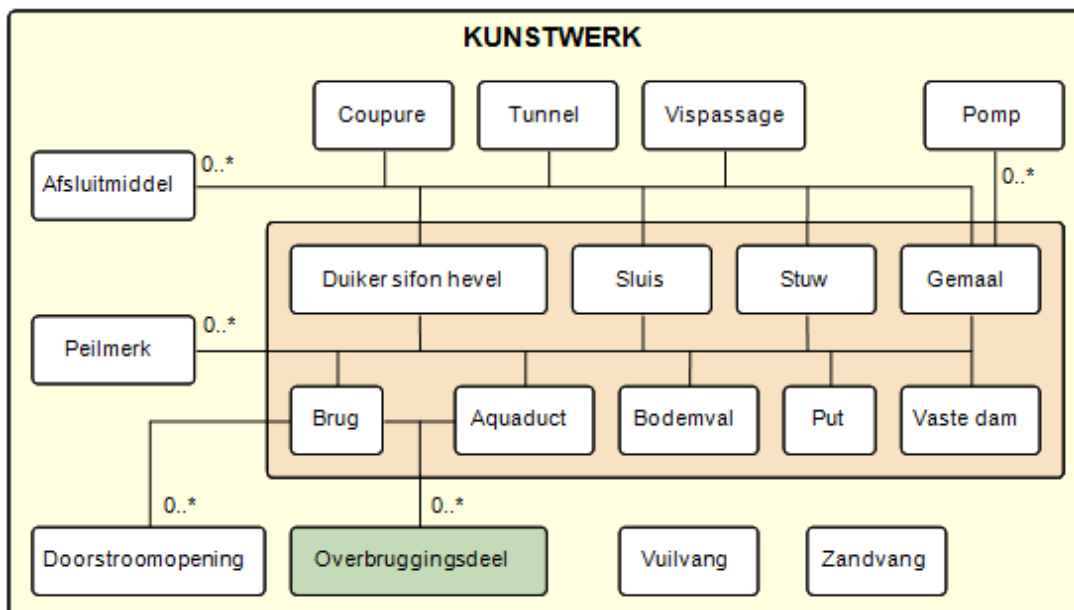 KUNSTWERK
Coupure
Tunnel
Vispassage
Pomp
Afsluitmiddel
0..*
0..*
Duiker sifon hevel
Sluis
Stuw
Gemaal
Peilmerk
0..*
Brug
Aquaduct
Bodemval
Put
Vaste dam
0..*
0..*
Doorstroomopening
Overbruggingsdeel
Vuilvang
Zandvang